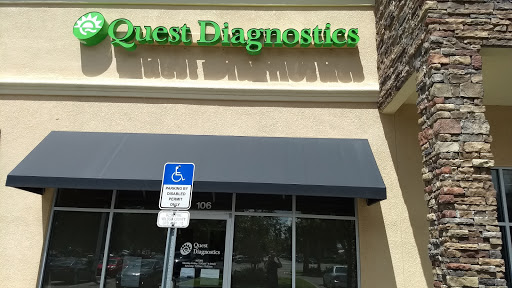 Quest Diagnostics
PARKING BY
DISABLED
PERMIT
ONLY
106
Quest
Diagnostics